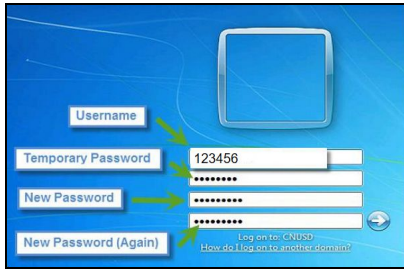 Username
123456
Temporary Password
••••••••
New Password
•••••••••
•••••••••
New Password (Again)
Log on to: CNUSD
How do I log on to another domain?